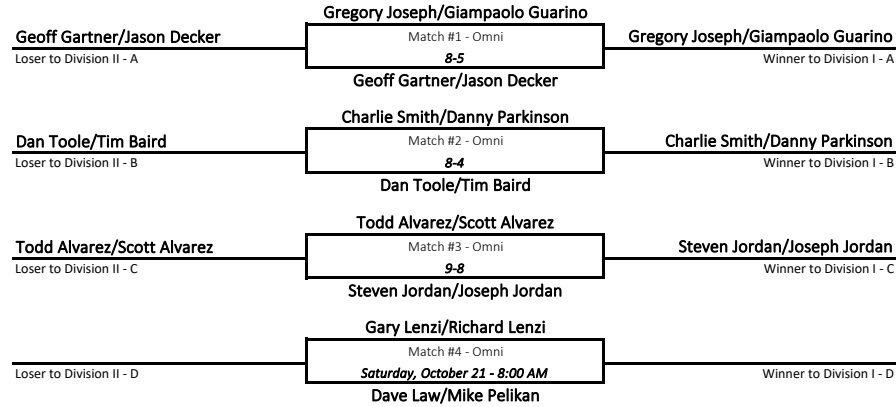 Gregory Joseph/Giampaolo Guarino
Geoff Gartner/Jason Decker
Match #1 - Omni
Gregory Joseph/Giampaolo Guarino
Loser to Division II - A
8-5
Winner to Division I - A
Geoff Gartner/Jason Decker
Charlie Smith/Danny Parkinson
Dan Toole/Tim Baird
Match #2 - Omni
Charlie Smith/Danny Parkinson
Loser to Division II - B
8-4
Winner to Division I - B
Dan Toole/Tim Baird
Todd Alvarez/Scott Alvarez
Todd Alvarez/Scott Alvarez
Match #3 - Omni
Steven Jordan/Joseph Jordan
Loser to Division II - C
9-8
Winner to Division I - C
Steven Jordan/Joseph Jordan
Gary Lenzi/Richard Lenzi
Match #4 - Omni
Loser to Division II - D
Saturday, October 21 - 8:00 AM
Winner to Division I - D
Dave Law/Mike Pelikan